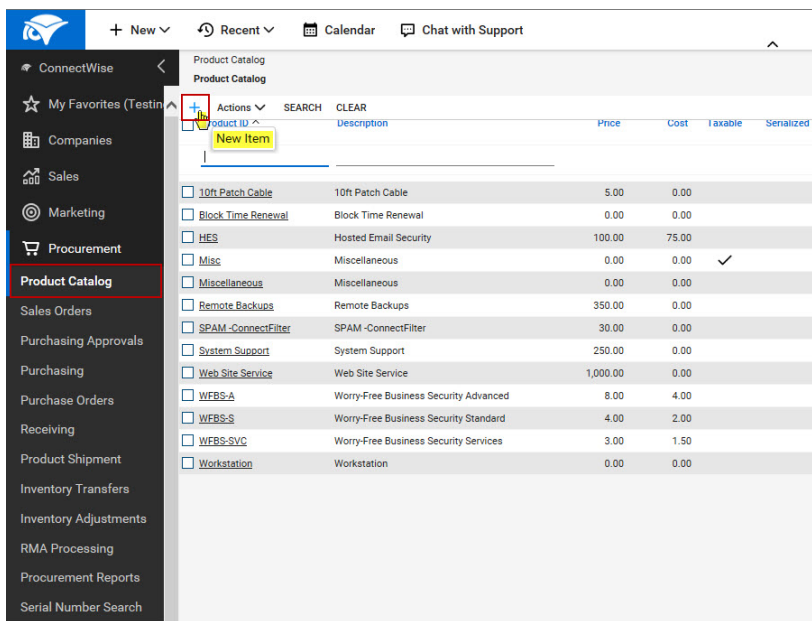 New
Recent
Calendar
Chat with Support
ConnectWise
My Favorites (Testin
Companies
Sales
Marketing
Procurement
Product Catalog
Sales Orders
Purchasing Approvals
Purchasing
Purchase Orders
Receiving
Product Shipment
Inventory Transfers
Inventory Adjustments
RMA Processing
Procurement Reports
Serial Number Search
Product Catalog
Product Catalog
Actions SEARCH CLEAR
Product ID Description Price Cost Taxable Serialized
New Item
10ft Patch Cable 10ft Patch Cable 5.00 0.00
Block Time Renewal Block Time Renewal 0.00 0.00
HES Hosted Email Security 100.00 75.00
Misc Miscellaneous 0.00 0.00
Miscellaneous Miscellaneous 0.00 0.00
Remote Backups Remote Backups 350.00 0.00
SPAM -ConnectFilter SPAM -ConnectFilter 30.00 0.00
System Support System Support 250.00 0.00
Web Site Service Web Site Service 1,000.00 0.00
WFBS-A Worry-Free Business Security Advanced 8.00 4.00
WFBS-S Worry-Free Business Security Standard 4.00 2.00
WFBS-SVC Worry-Free Business Security Services 3.00 1.50
Workstation Workstation 0.00 0.00